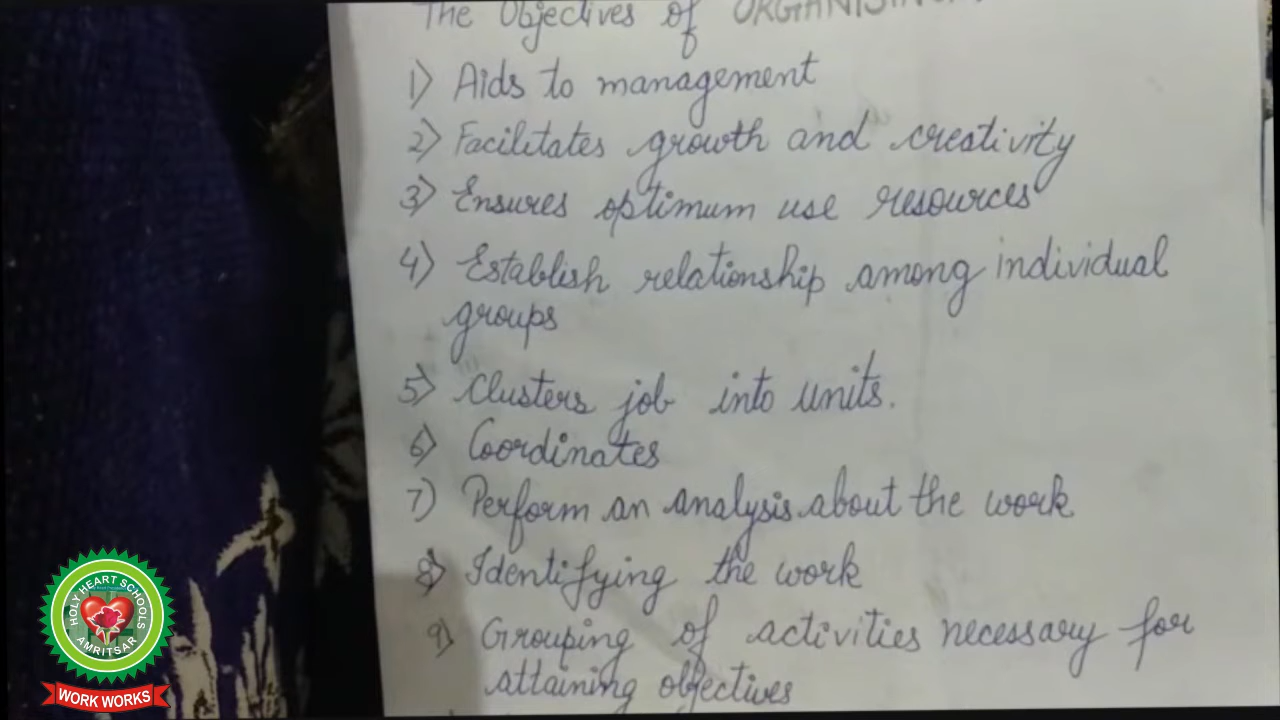 The Objectives of ORGANISING
1) Aids to management
2) Facilitates growth and creativity
3) Ensures optimum use resources
4) Establish relationship among individual
groups
5) Clusters job into units.
6) Coordinates
7) Perform an analysis about the work
8) Identifying the work
9) Grouping of activities necessary for
attaining objectives
HOLY HEART SCHOOLS
AMRITSAR
WORK WORKS